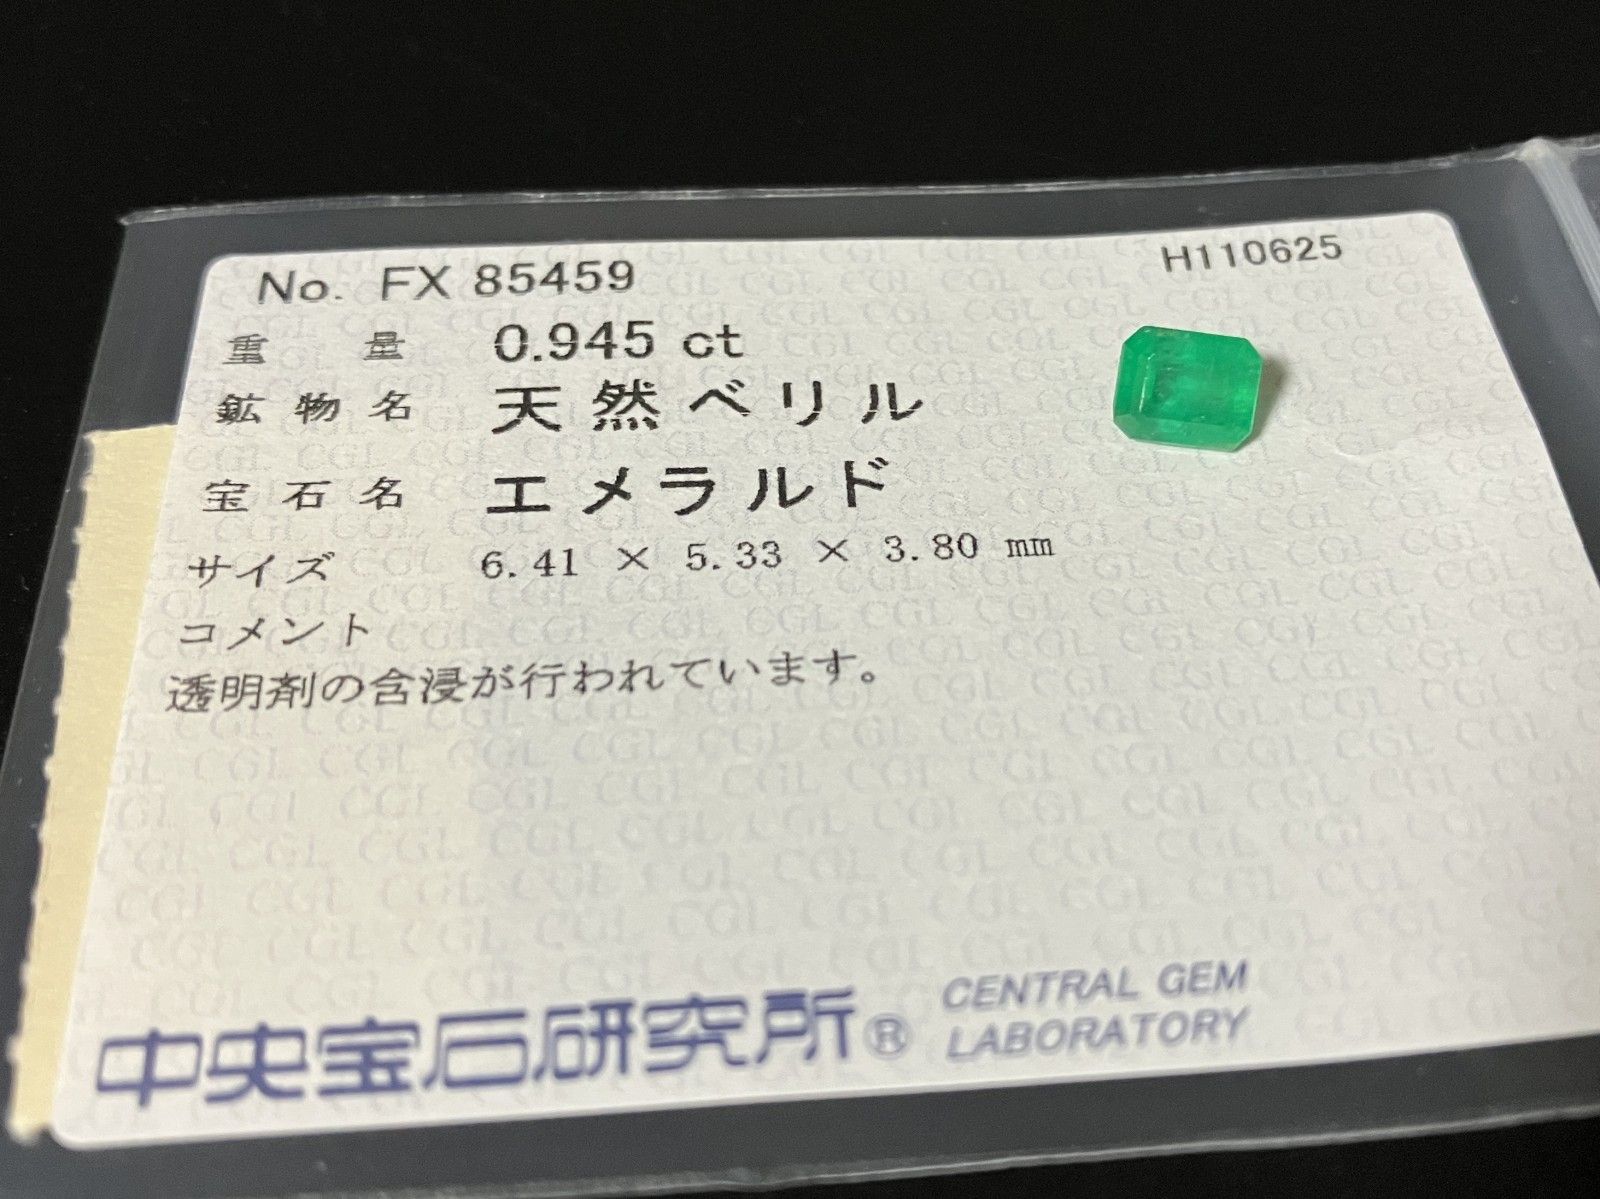 No. FX 85459 H110625
重量 0.945 ct
鉱物名 天然ベリル
宝石名 エメラルド
サイズ 6.41 × 5.33 × 3.80 mm
コメント
透明剤の含浸が行われています。
中央宝石研究所® CENTRAL GEM
LABORATORY